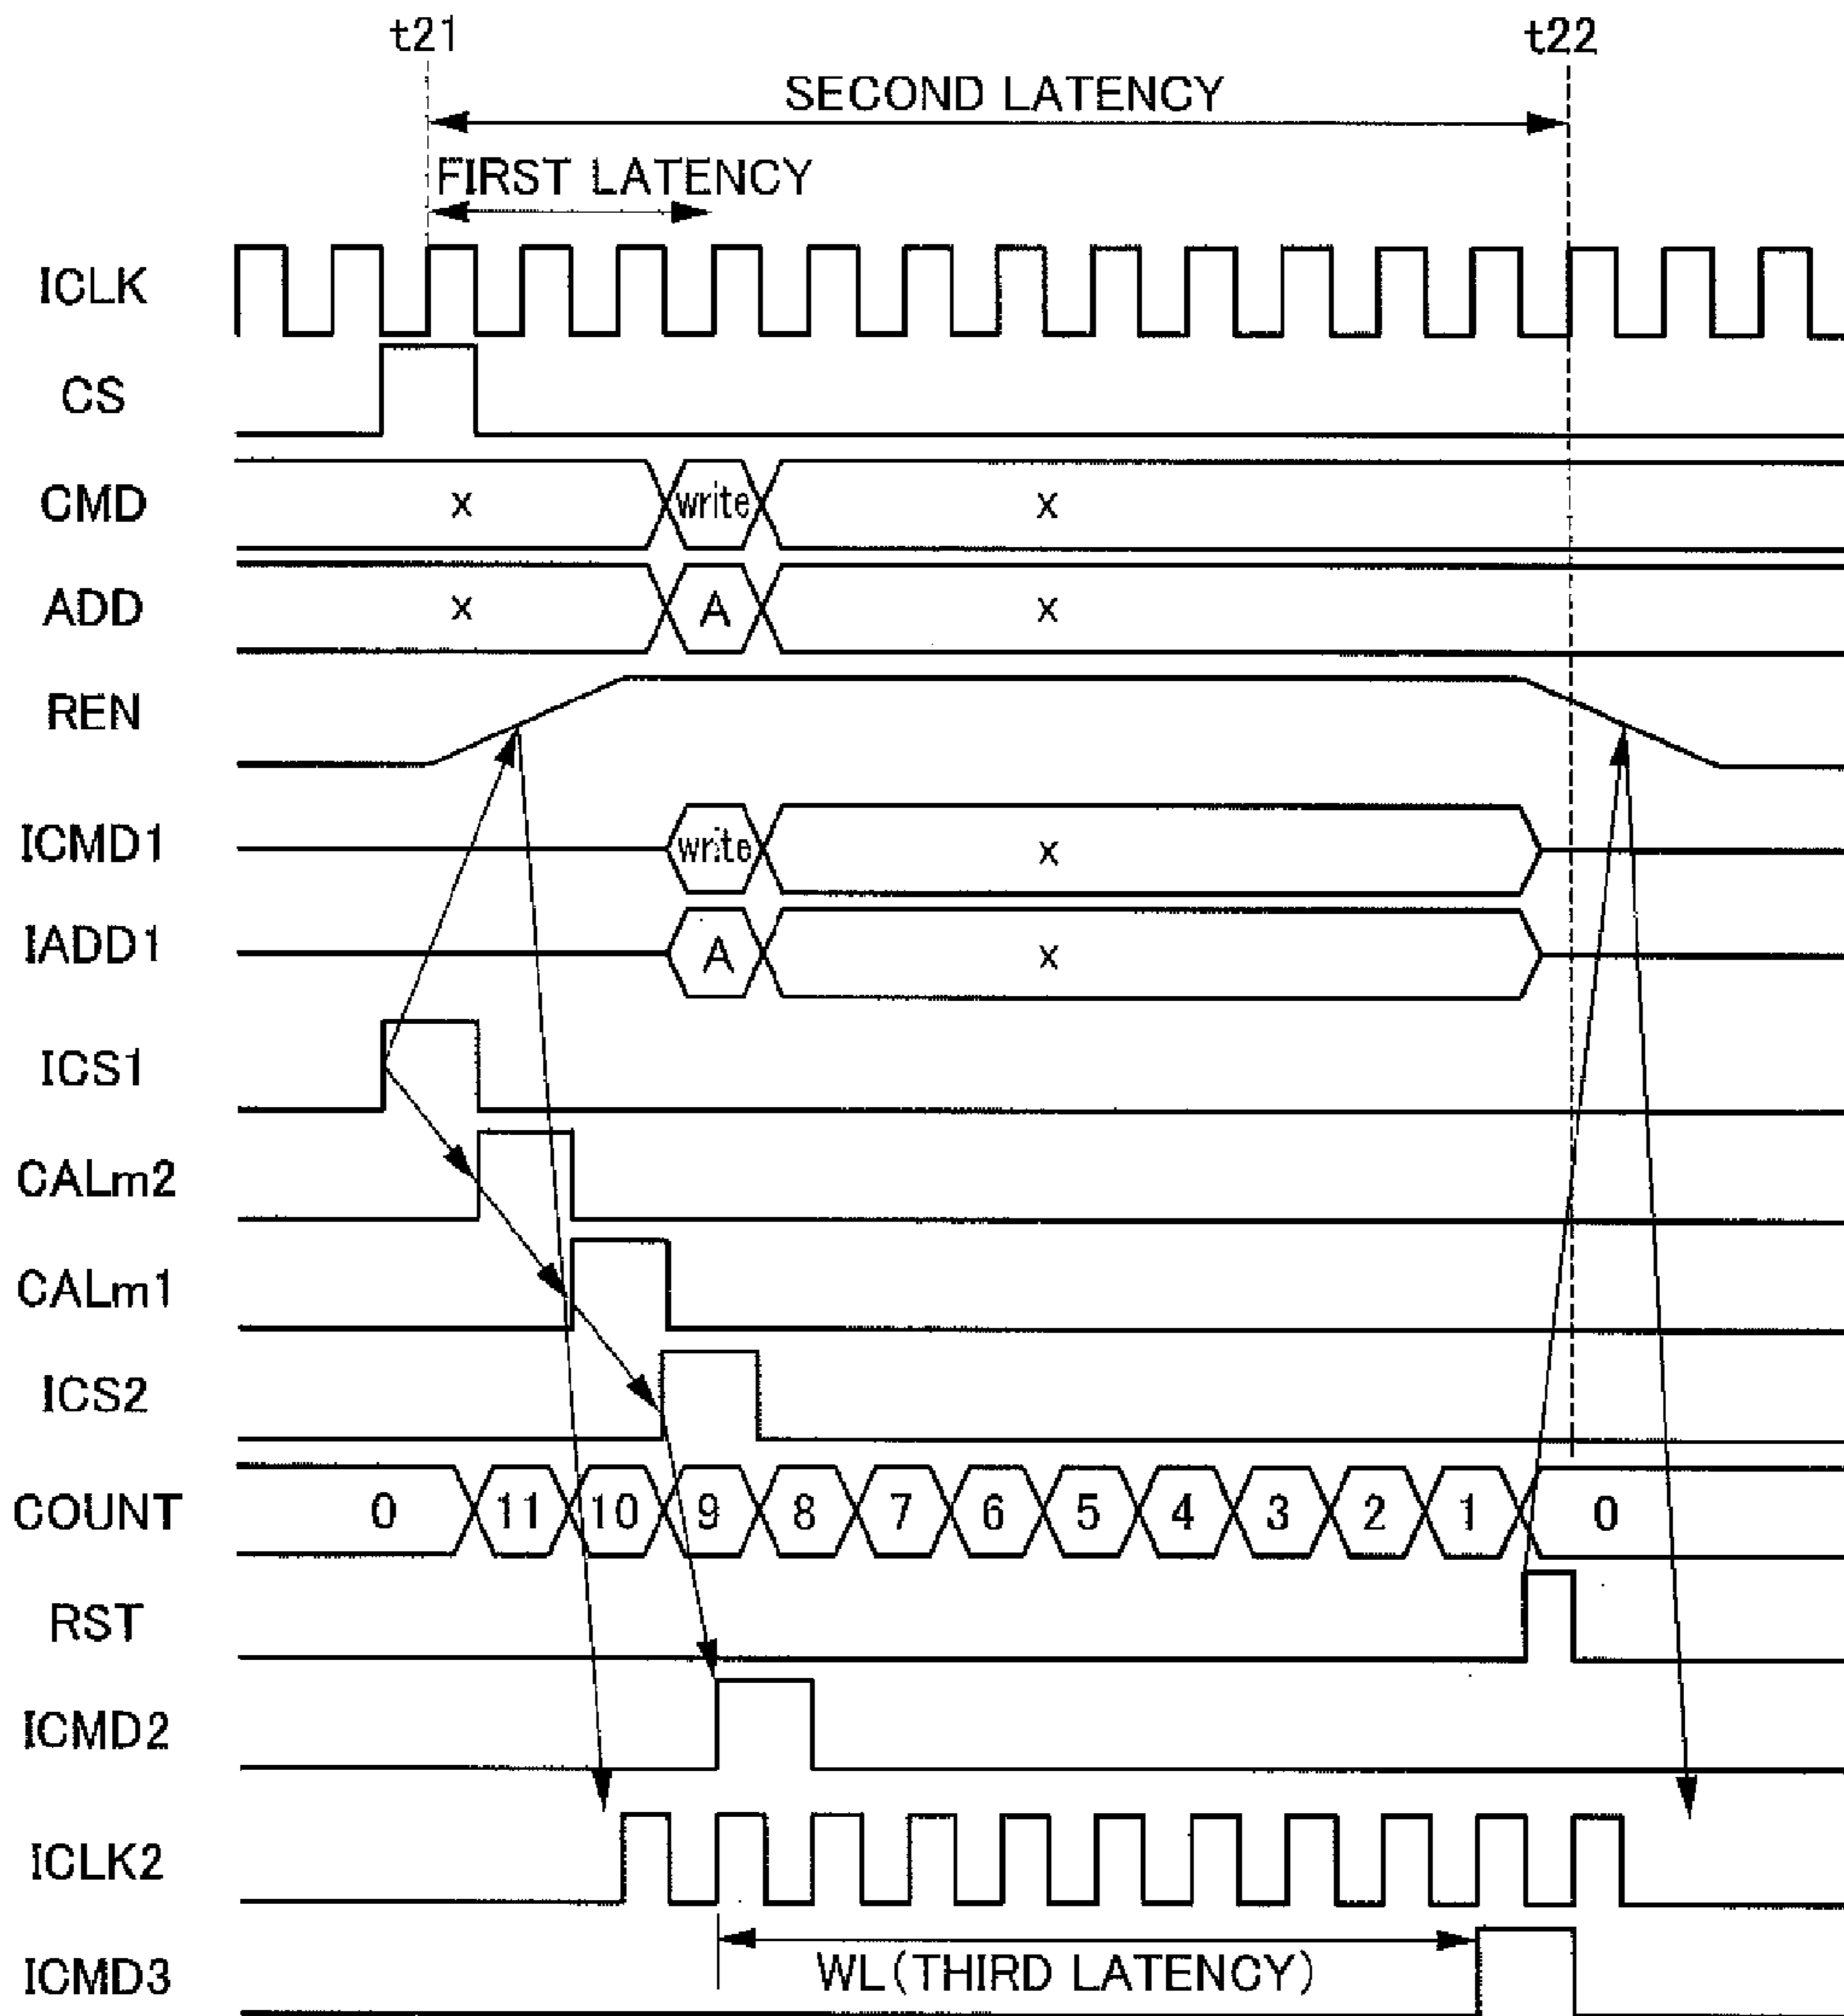 t21 t22
SECOND LATENCY
FIRST LATENCY
ICLK
CS
CMD x write x
ADD x A x
REN
ICMD1 write x
IADD1 A x
ICS1
CALm2
CALm1
ICS2
COUNT 0 11 10 9 8 7 6 5 4 3 2 1 0
RST
ICMD2
ICLK2
WL(THIRD LATENCY)
ICMD3